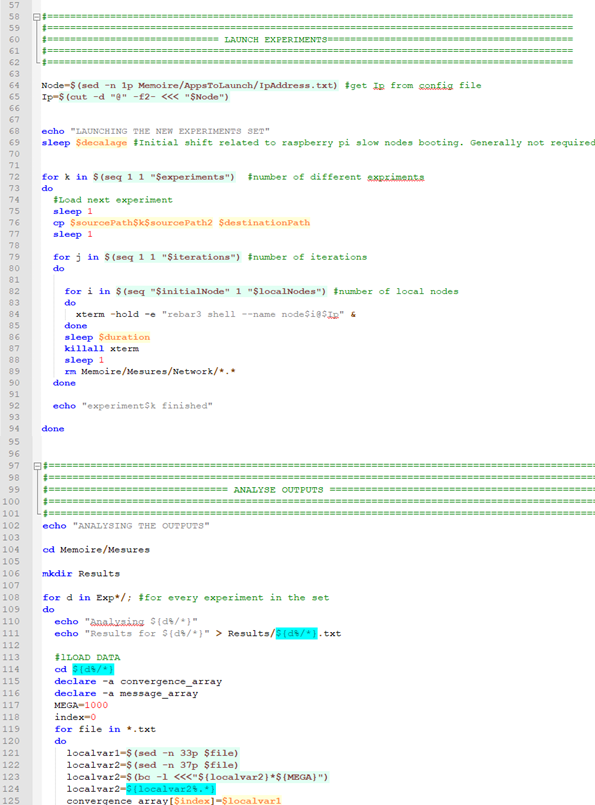 57
58 #========================================================================================
59 #========================================================================================
60 #============================= LAUNCH EXPERIMENTS=========================================
61 #========================================================================================
62 #========================================================================================
63
64 Node=$(sed -n 1p Memoire/AppsToLaunch/IpAddress.txt) #get Ip from config file
65 Ip=$(cut -d "@" -f2- <<< "$Node")
66
67
68 echo "LAUNCHING THE NEW EXPERIMENTS SET"
69 sleep $decalage #Initial shift related to raspberry pi slow nodes booting. Generally not required
70
71
72 for k in $(seq 1 1 "$experiments") #number of different expriments
73 do
74 #Load next experiment
75 sleep 1
76 cp $sourcePath$k$sourcePath2 $destinationPath
77 sleep 1
78
79 for j in $(seq 1 1 "$iterations") #number of iterations
80 do
81
82 for i in $(seq "$initialNode" 1 "$localNodes") #number of local nodes
83 do
84 xterm -hold -e "rebar3 shell --name node$i@$Ip" &
85 done
86 sleep $duration
87 killall xterm
88 sleep 1
89 rm Memoire/Mesures/Network/*.*
90 done
91
92 echo "experiment$k finished"
93
94 done
95
96
97 #============================================================================================
98 #============================================================================================
99 #============================== ANALYSE OUTPUTS =============================================
100 #============================================================================================
101 #============================================================================================
102 echo "ANALYSING THE OUTPUTS"
103
104 cd Memoire/Mesures
105
106 mkdir Results
107
108 for d in Exp*/; #for every experiment in the set
109 do
110 echo "Analysing ${d%/*}"
111 echo "Results for ${d%/*}" > Results/${d%/*}.txt
112
113 #lLOAD DATA
114 cd ${d%/*}
115 declare -a convergence_array
116 declare -a message_array
117 MEGA=1000
118 index=0
119 for file in *.txt
120 do
121 localvar1=$(sed -n 33p $file)
122 localvar2=$(sed -n 37p $file)
123 localvar2=$(bc -l <<<"${localvar2}*${MEGA}")
124 localvar2=${localvar2%.*}
125 convergence_array[$index]=$localvar1